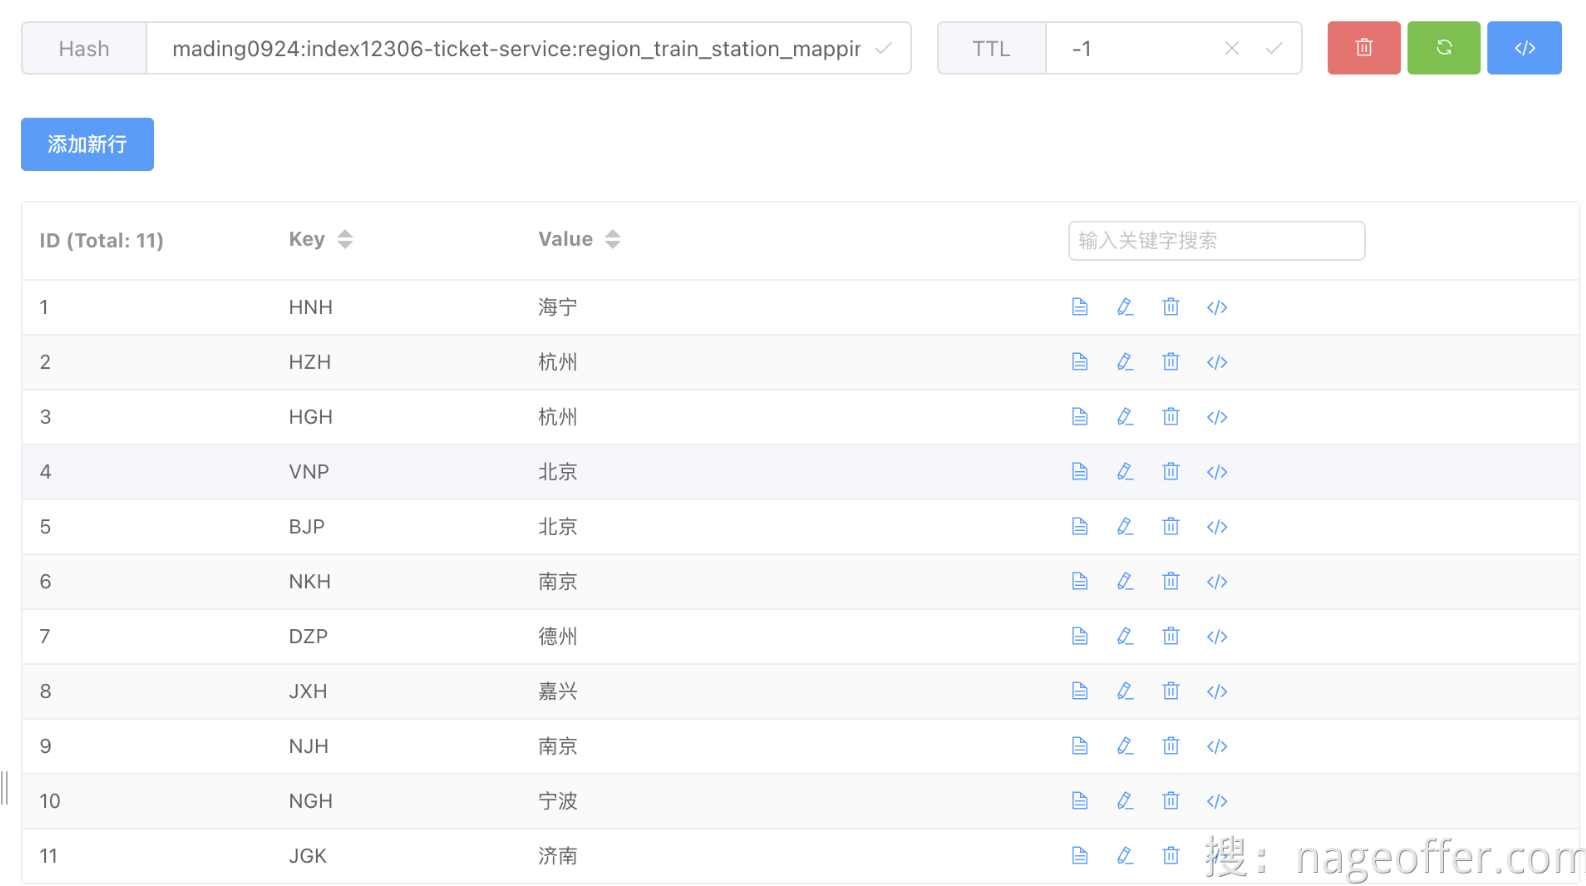 Hash mading0924:index12306-ticket-service:region_train_station_mappin TTL -1
添加新行
ID (Total: 11) Key Value 输入关键字搜索
1 HNH 海宁
2 HZH 杭州
3 HGH 杭州
4 VNP 北京
5 BJP 北京
6 NKH 南京
7 DZP 德州
8 JXH 嘉兴
9 NJH 南京
10 NGH 宁波
11 JGK 济南
搜：nageoffer.com